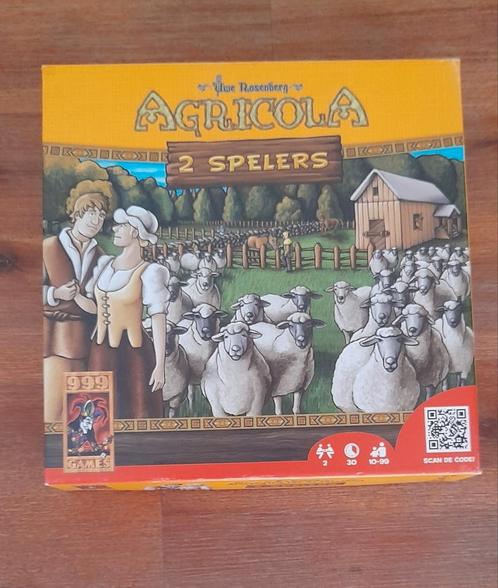 Uwe Rosenberg
AGRICOLA
2 SPELERS
999
GAMES
2
30
10-99
SCAN DE CODE!